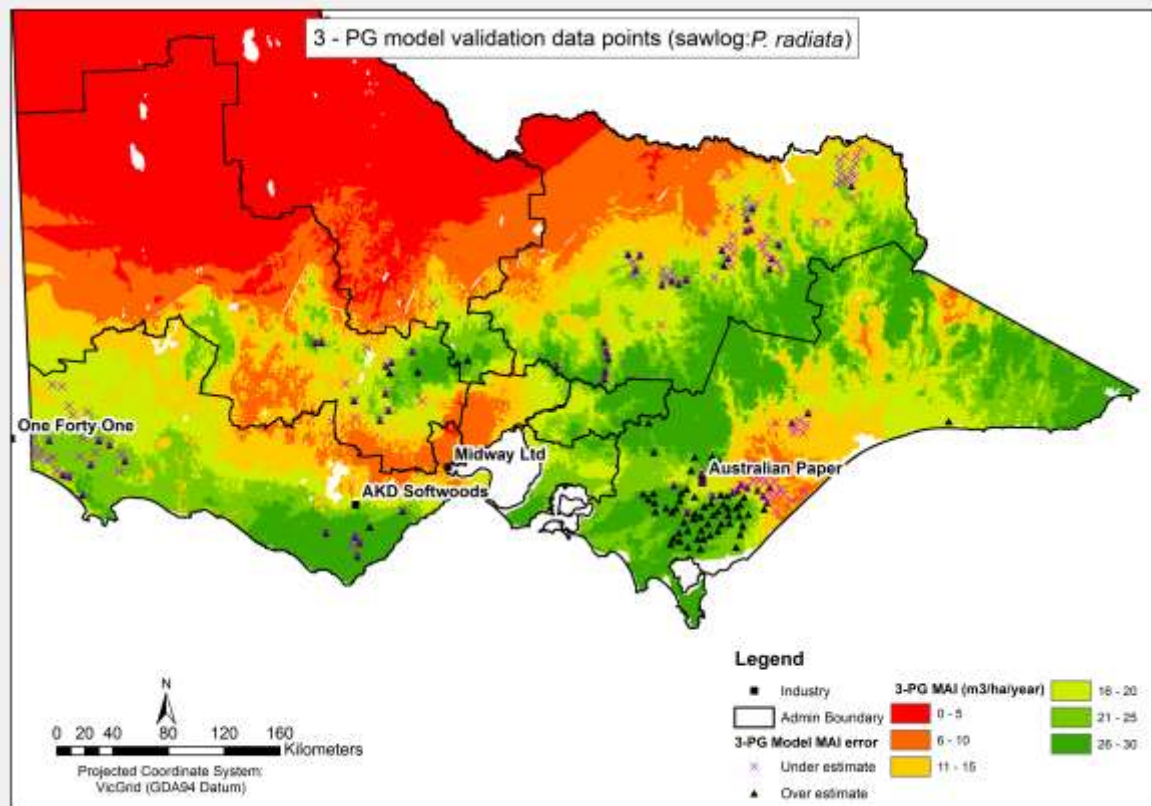 3 - PG model validation data points (sawlog:P. radiata)
One Forty One
Midway Ltd
Australian Paper
AKD Softwoods
N
0 20 40 80 120 160
Kilometers
Projected Coordinate System:
VicGrid (GDA94 Datum)
Legend
Industry
Admin Boundary
3-PG Model MAI error
Under estimate
Over estimate
3-PG MAI (m3/ha/year)
0 - 5
6 - 10
11 - 15
16 - 20
21 - 25
26 - 30